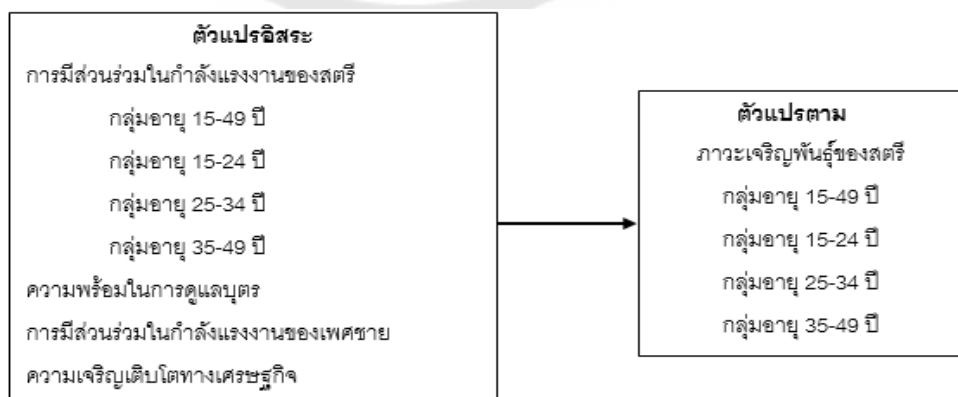 ตัวแปรอิสระ
การมีส่วนร่วมในกำลังแรงงานของสตรี
กลุ่มอายุ 15-49 ปี
กลุ่มอายุ 15-24 ปี
กลุ่มอายุ 25-34 ปี
กลุ่มอายุ 35-49 ปี
ความพร้อมในการดูแลบุตร
การมีส่วนร่วมในกำลังแรงงานของเพศชาย
ความเจริญเติบโตทางเศรษฐกิจ
ตัวแปรตาม
ภาวะเจริญพันธุ์ของสตรี
กลุ่มอายุ 15-49 ปี
กลุ่มอายุ 15-24 ปี
กลุ่มอายุ 25-34 ปี
กลุ่มอายุ 35-49 ปี